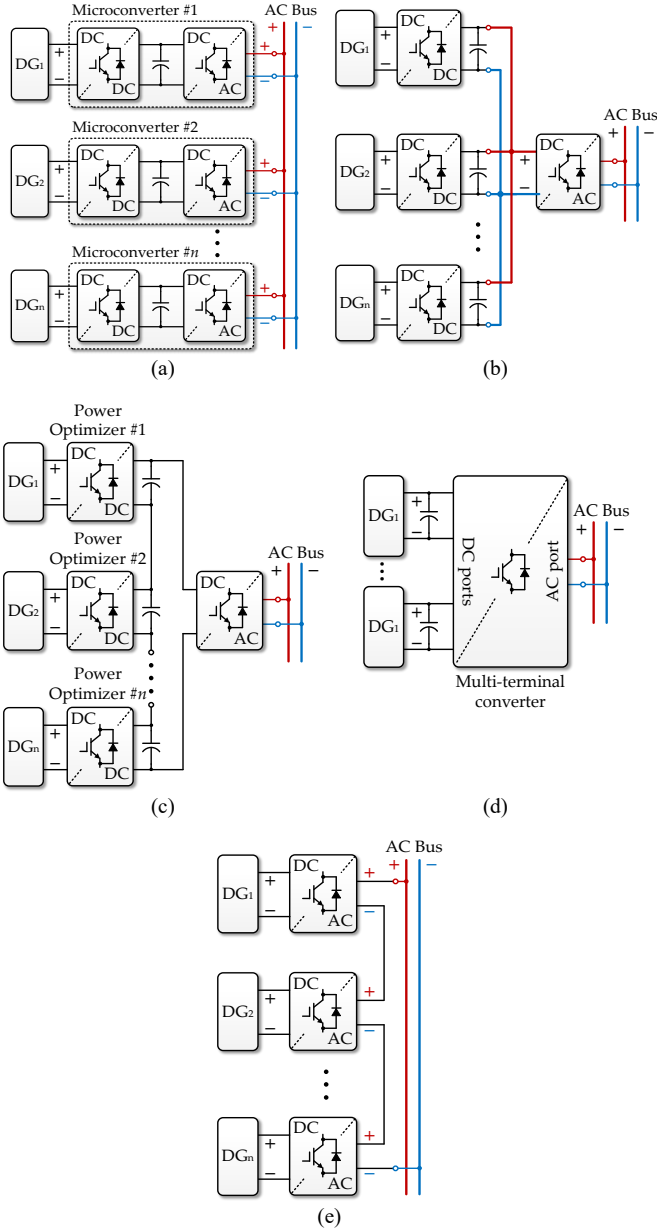 Microconverter #1
AC
Bus
+
−
DG1
+
−
DC
DC
DC
AC
+
−
Microconverter #2
DG2
+
−
DC
DC
DC
AC
+
−
Microconverter #n
DGn
+
−
DC
DC
DC
AC
+
−
(a)
DG1
+
−
DC
DC
DG2
+
−
DC
DC
+
−
DC
AC
AC Bus
+
−
DGn
+
−
DC
DC
(b)
Power
Optimizer #1
DG1
+
−
DC
DC
Power
Optimizer #2
DG2
+
−
DC
DC
DC
AC
AC Bus
+
−
Power
Optimizer #n
DGn
+
−
DC
DC
(c)
DG1
+
−
DG1
+
−
DC ports
AC port
AC Bus
+
−
Multi-terminal
converter
(d)
AC Bus
+
−
DG1
+
−
DC
AC
−
DG2
+
−
DC
AC
+
−
DGn
+
−
DC
AC
+
−
(e)